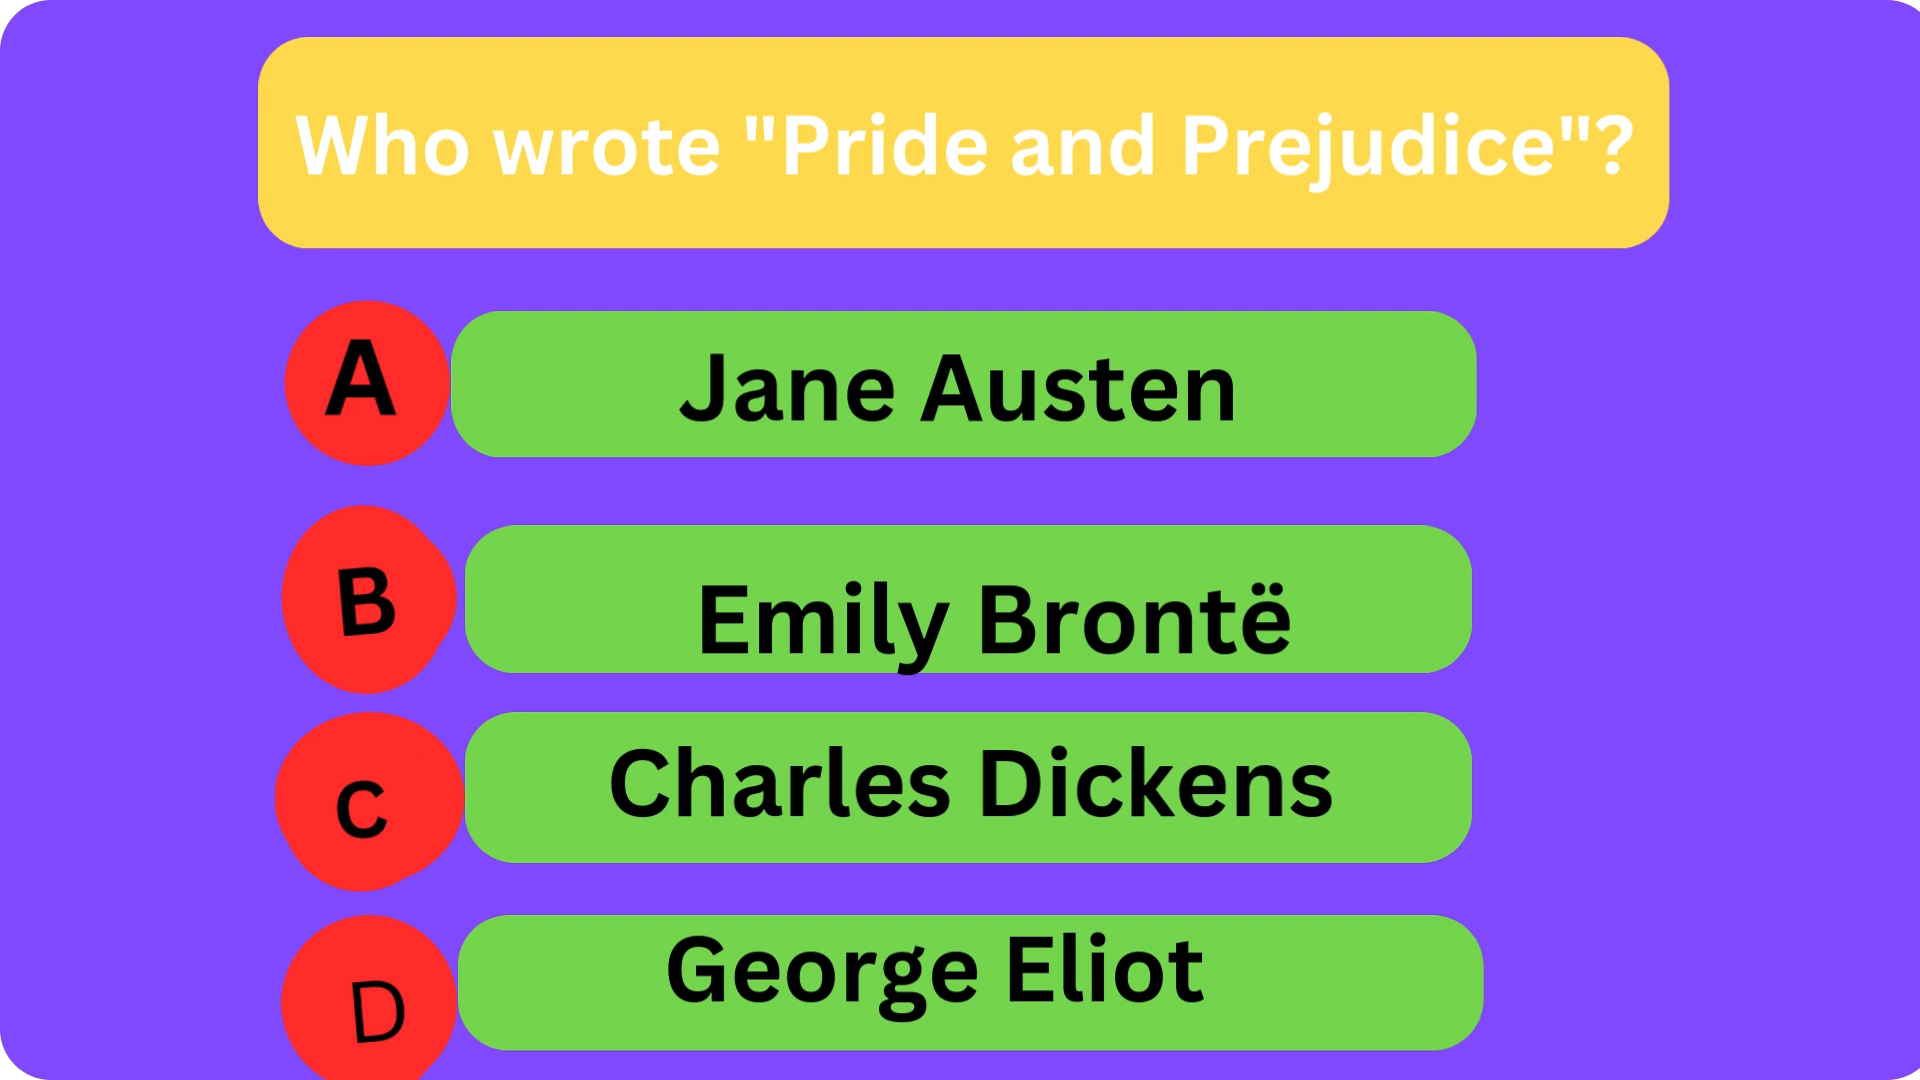 Who wrote "Pride and Prejudice"?
A Jane Austen
B Emily Brontë
C Charles Dickens
D George Eliot